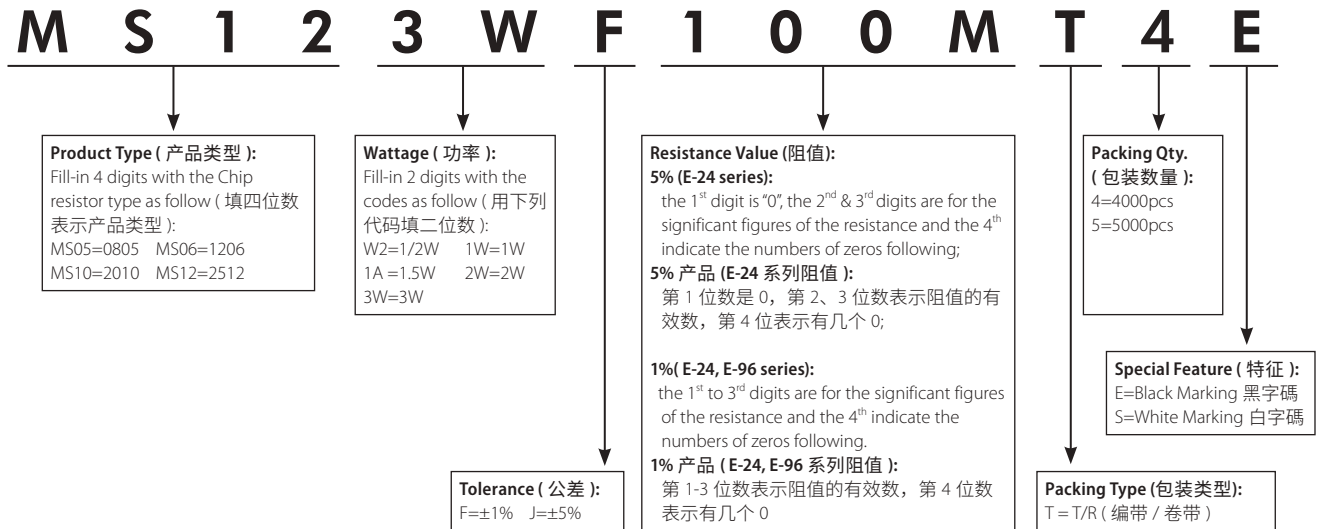 MS123WF100MT4E
Product Type ( 产品类型 ):
Fill-in 4 digits with the Chip
resistor type as follow ( 填四位数
表示产品类型 ):
MS05=0805 MS06=1206
MS10=2010 MS12=2512
Wattage ( 功率 ):
Fill-in 2 digits with the
codes as follow ( 用下列
代码填二位数 ):
W2=1/2W 1W=1W
1A =1.5W 2W=2W
3W=3W
Resistance Value (阻值):
5% (E-24 series):
the 1st digit is "0", the 2nd & 3rd digits are for the
significant figures of the resistance and the 4th
indicate the numbers of zeros following;
5% 产品 (E-24 系列阻值 ):
第 1 位数是 0，第 2、3 位数表示阻值的有
效数，第 4 位表示有几个 0;
1%( E-24, E-96 series):
the 1st to 3rd digits are for the significant figures
of the resistance and the 4th indicate the
numbers of zeros following.
1% 产品 ( E-24, E-96 系列阻值 ):
第 1-3 位数表示阻值的有效数，第 4 位数
表示有几个 0
Packing Qty.
( 包装数量 ):
4=4000pcs
5=5000pcs
Special Feature ( 特征 ):
E=Black Marking 黑字碼
S=White Marking 白字碼
Tolerance ( 公差 ):
F=±1% J=±5%
Packing Type (包装类型):
T = T/R ( 编带 / 卷带 )